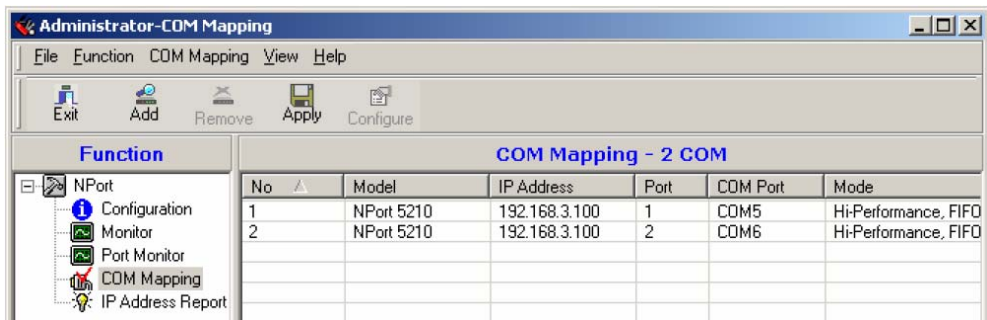 Administrator-COM Mapping
File Function COM Mapping View Help
Exit Add Remove Apply Configure
Function
COM Mapping - 2 COM
NPort
Configuration
Monitor
Port Monitor
COM Mapping
IP Address Report
No Model IP Address Port COM Port Mode
1 NPort 5210 192.168.3.100 1 COM5 Hi-Performance, FIFO
2 NPort 5210 192.168.3.100 2 COM6 Hi-Performance, FIFO